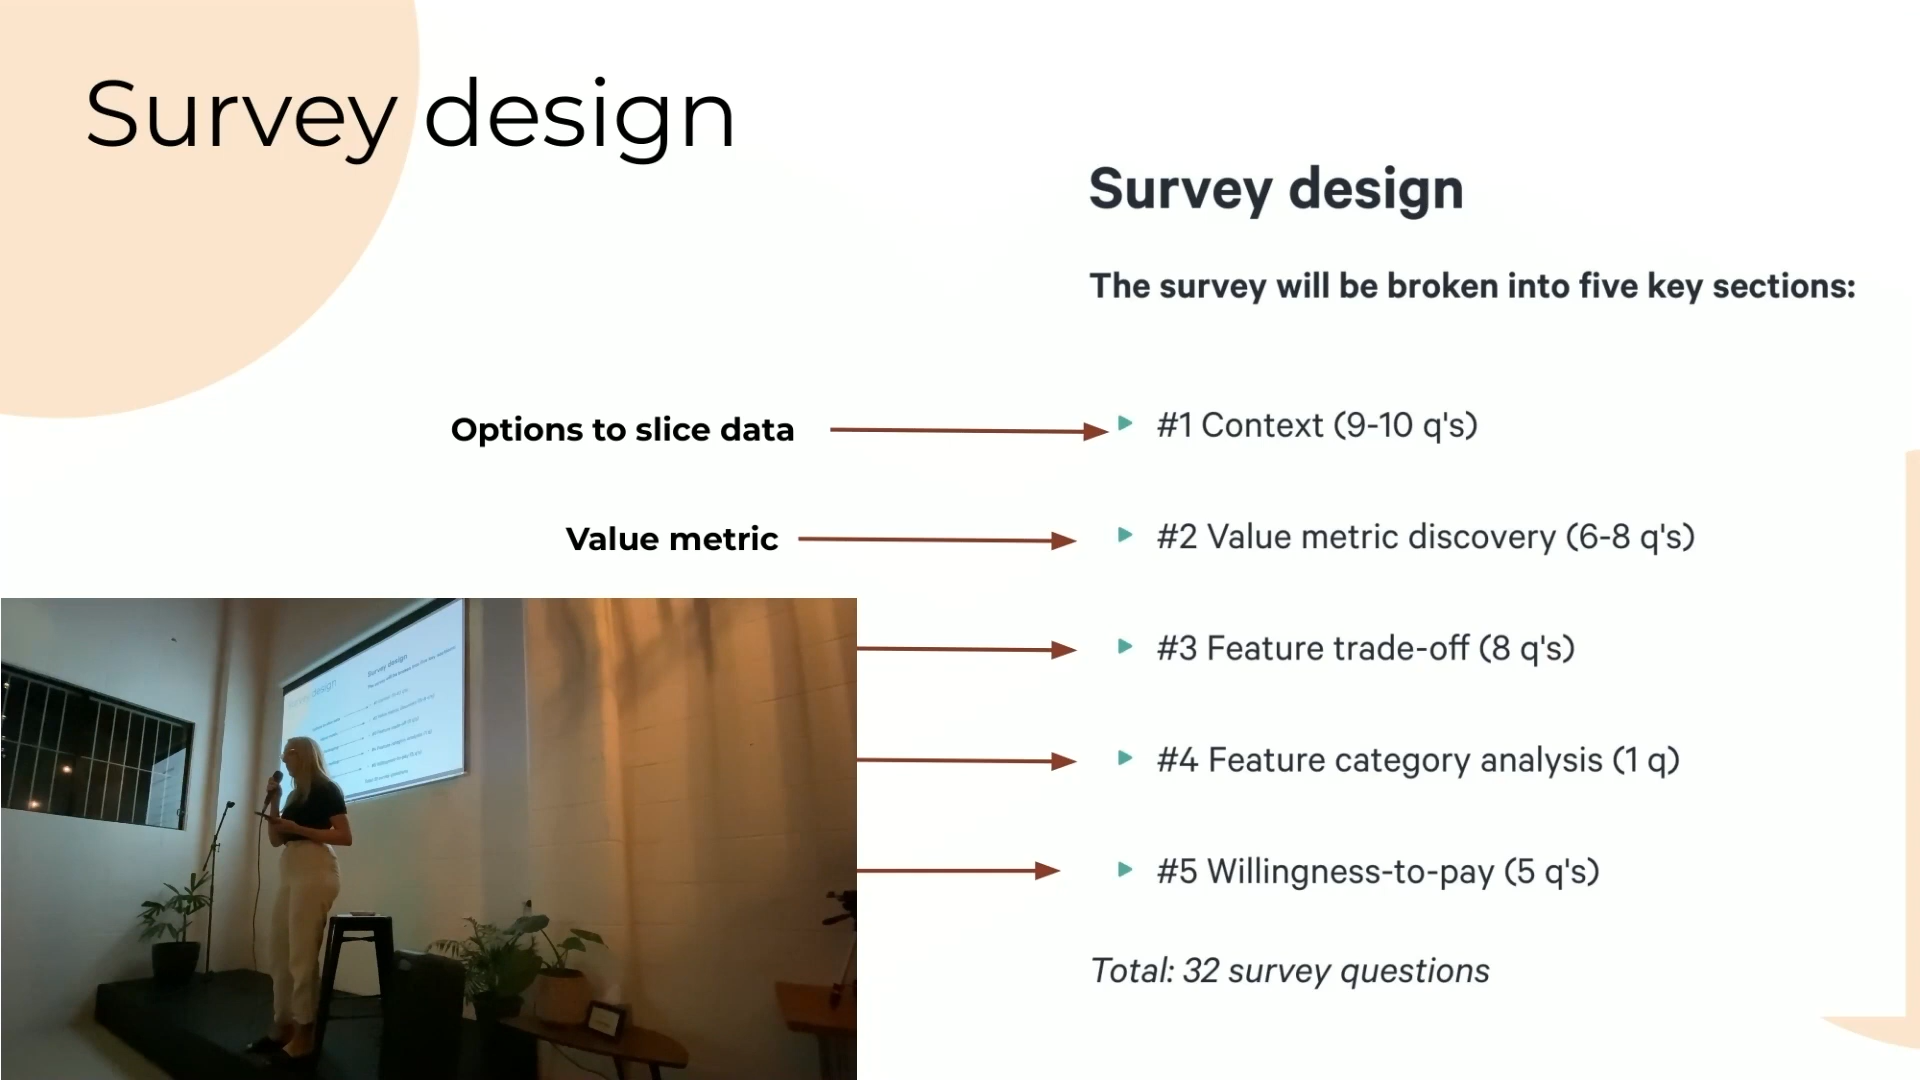 Survey design
Survey design
The survey will be broken into five key sections:
Options to slice data
#1 Context (9-10 q's)
Value metric
#2 Value metric discovery (6-8 q's)
#3 Feature trade-off (8 q's)
#4 Feature category analysis (1 q)
#5 Willingness-to-pay (5 q's)
Total: 32 survey questions
Survey design